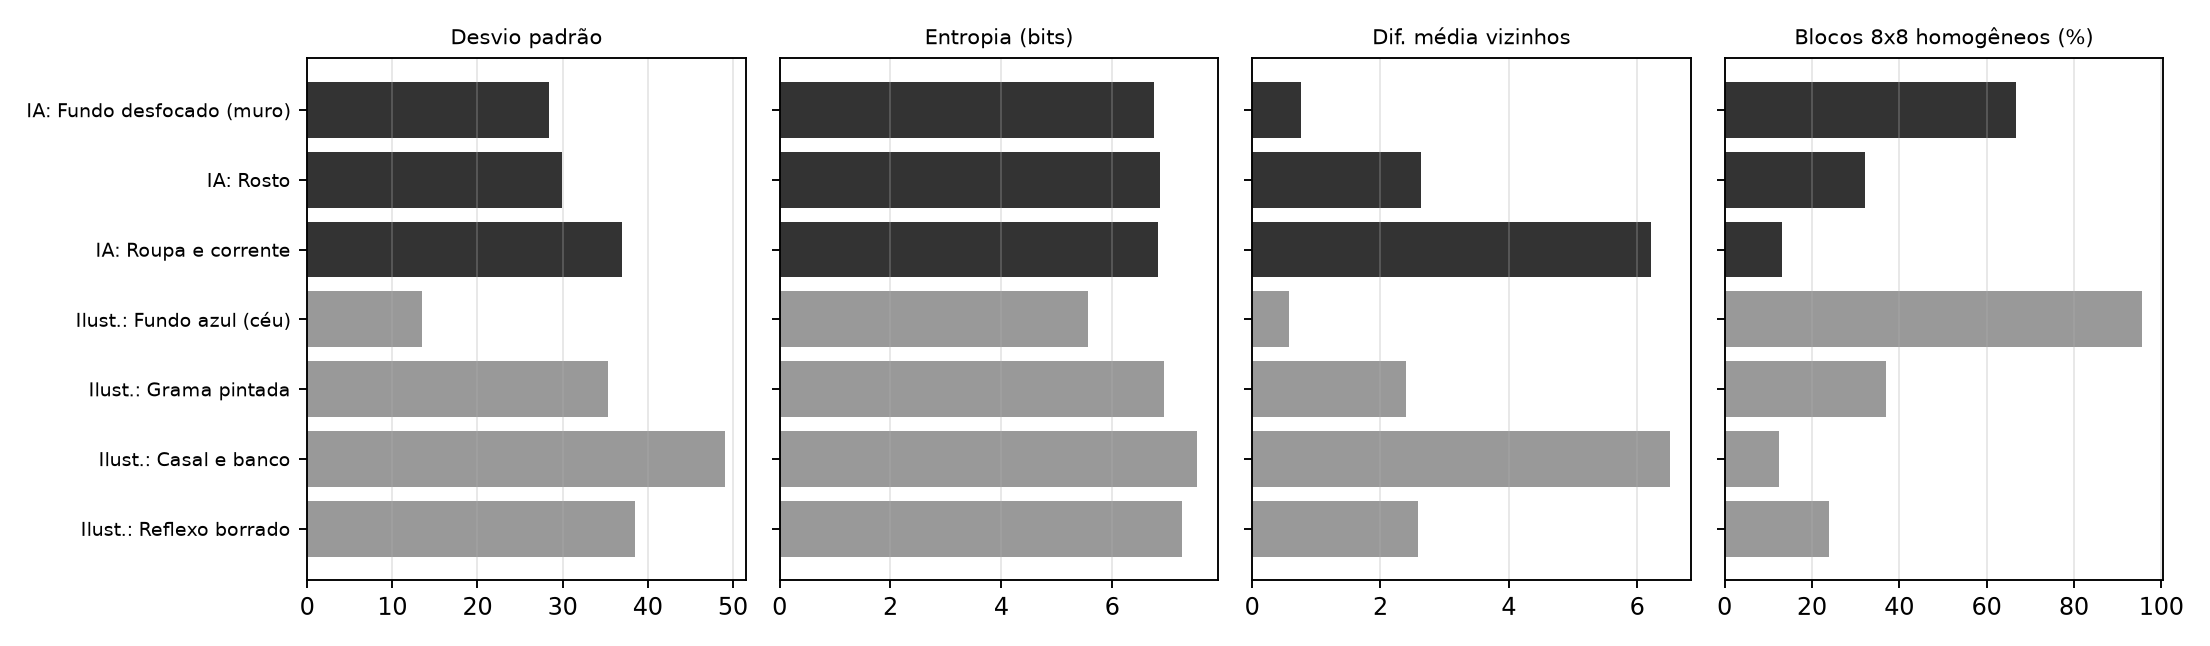 Desvio padrão
Entropia (bits)
Dif. média vizinhos
Blocos 8x8 homogêneos (%)
IA: Fundo desfocado (muro)
IA: Rosto
IA: Roupa e corrente
Ilust.: Fundo azul (céu)
Ilust.: Grama pintada
Ilust.: Casal e banco
Ilust.: Reflexo borrado
0 10 20 30 40 50
0 2 4 6
0 2 4 6
0 20 40 60 80 100